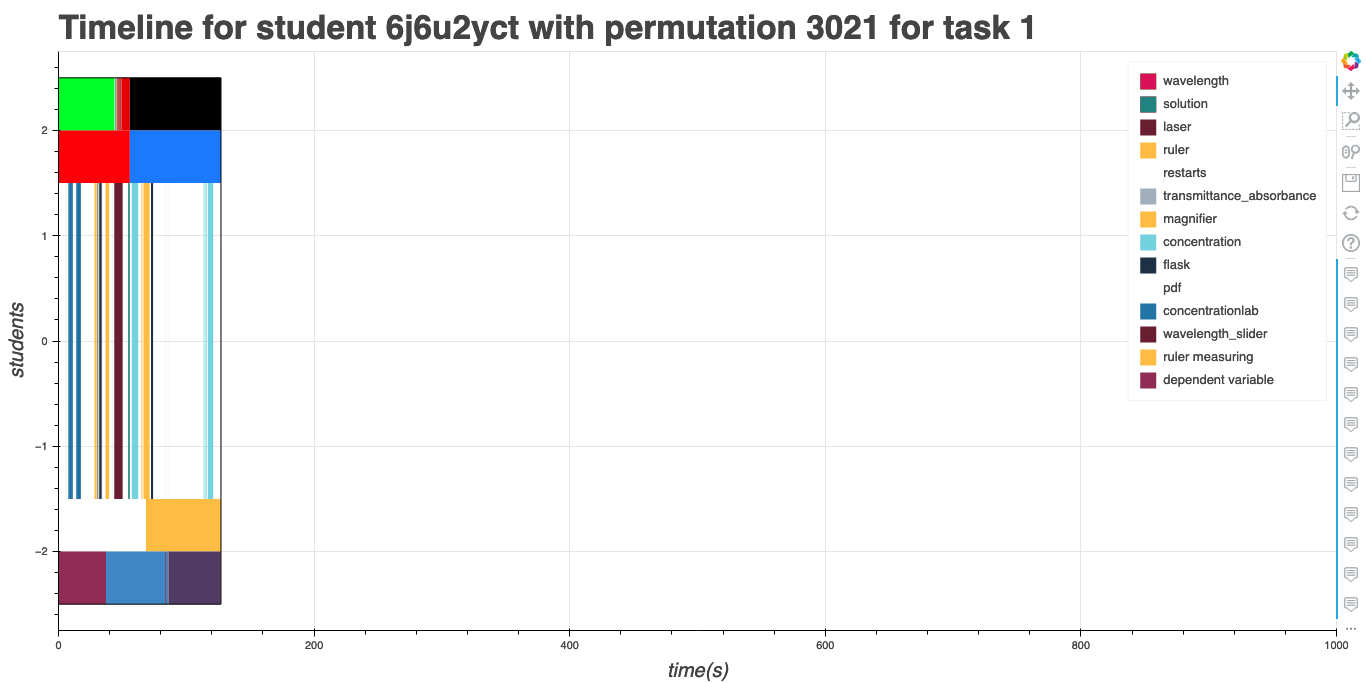 Timeline for student 6j6u2yct with permutation 3021 for task 1
wavelength
solution
laser
ruler
restarts
transmittance_absorbance
magnifier
concentration
flask
pdf
concentrationlab
wavelength_slider
ruler measuring
dependent variable
students
2
1
0
−1
−2
0 200 400 600 800 1000
time(s)